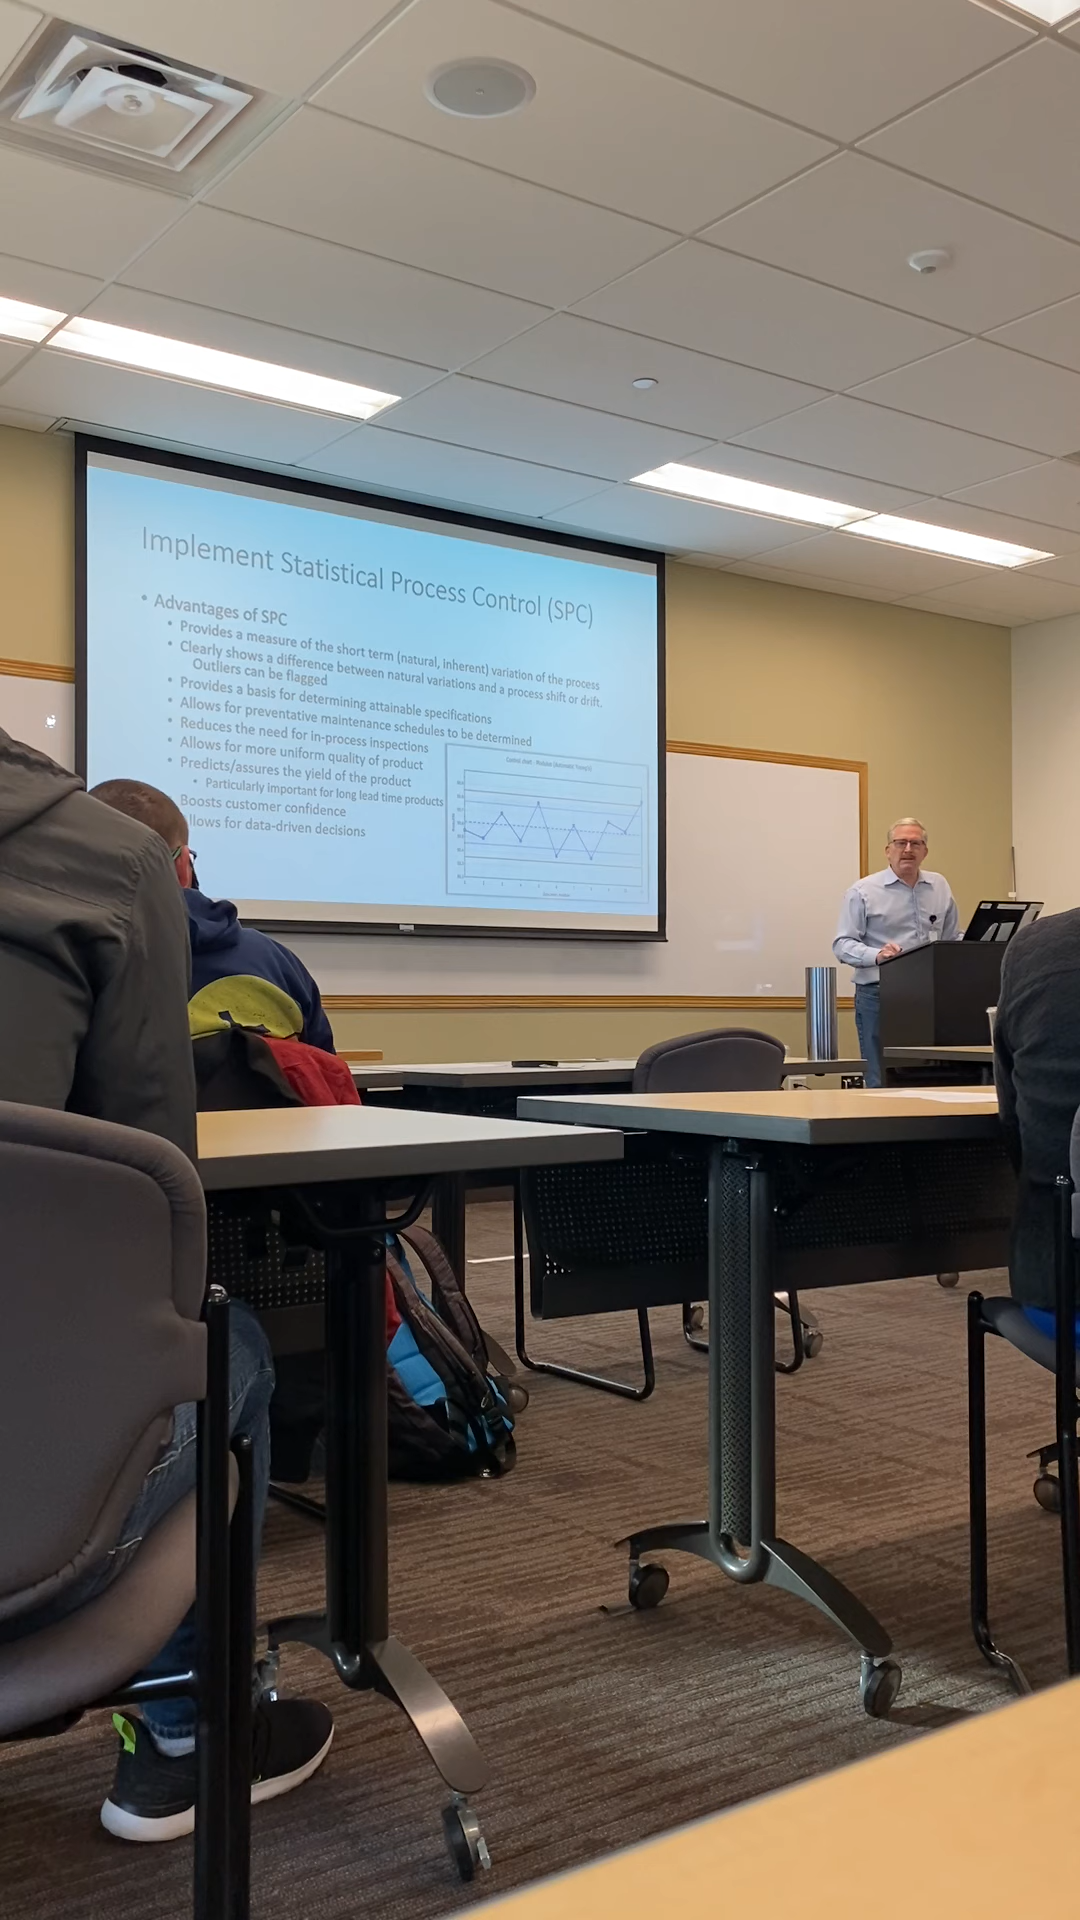 Implement Statistical Process Control (SPC)
• Advantages of SPC
• Provides a measure of the short term (natural, inherent) variation of the process
• Clearly shows a difference between natural variations and a process shift or drift.
Outliers can be flagged
• Provides a basis for determining attainable specifications
• Allows for preventative maintenance schedules to be determined
• Reduces the need for in-process inspections
• Allows for more uniform quality of product
• Predicts/assures the yield of the product
• Particularly important for long lead time products
Boosts customer confidence
llows for data-driven decisions
Control chart - Modulus